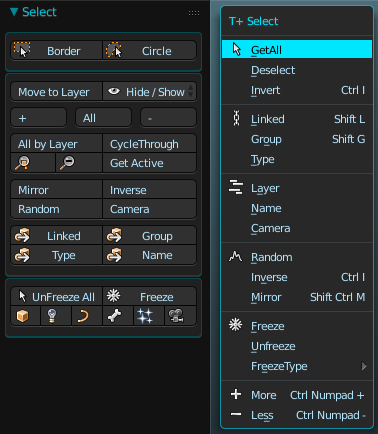 Select
Border Circle
Move to Layer Hide / Show
+ All -
All by Layer CycleThrough
Get Active
Mirror Inverse
Random Camera
Linked Group
Type Name
UnFreeze All Freeze
T+ Select
GetAll
Deselect
Invert Ctrl I
Linked Shift L
Group Shift G
Type
Layer
Name
Camera
Random
Inverse Ctrl I
Mirror Shift Ctrl M
Freeze
Unfreeze
FreezeType
More Ctrl Numpad +
Less Ctrl Numpad -